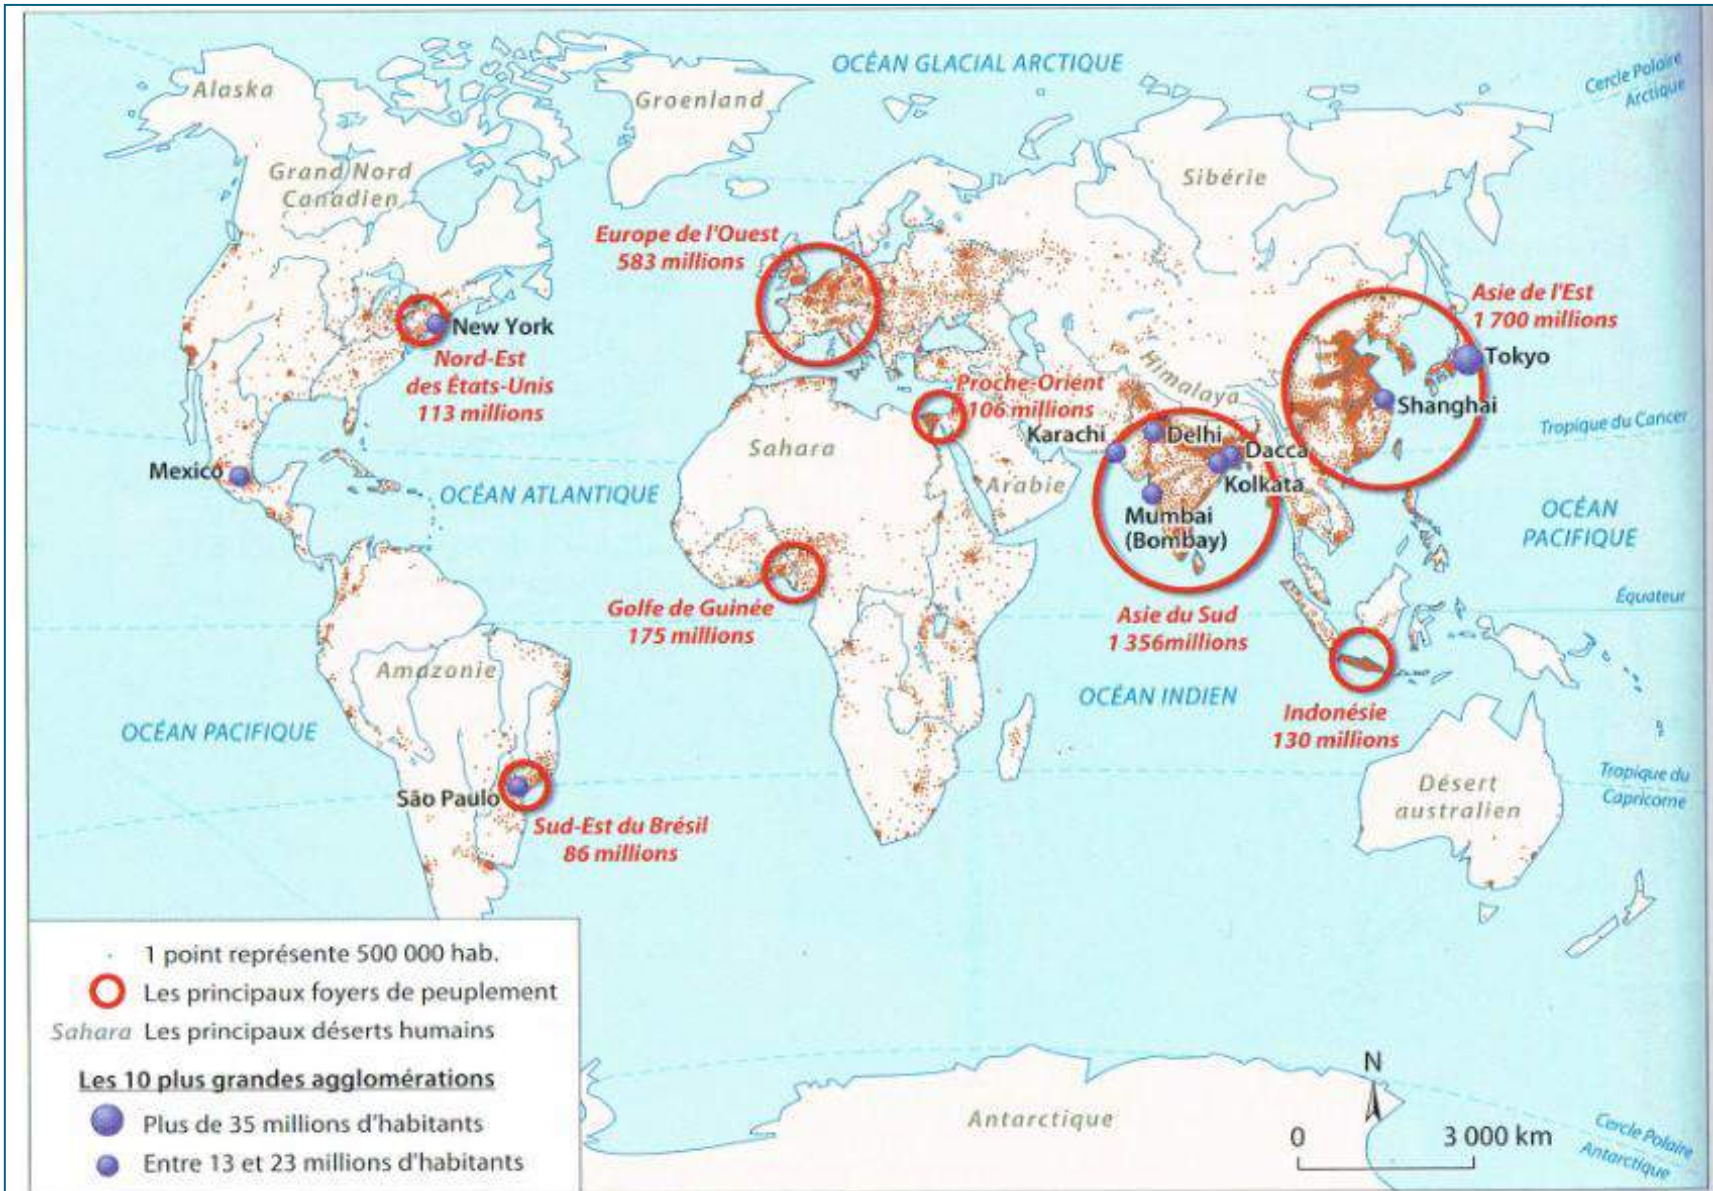 OCÉAN GLACIAL ARCTIQUE
Cercle Polaire
Arctique
Alaska
Groenland
Grand Nord
Canadien
Sibérie
Europe de l'Ouest
583 millions
Asie de l'Est
1 700 millions
New York
Nord-Est
des États-Unis
113 millions
Tokyo
Himalaya
Proche-Orient
106 millions
Shanghai
Tropique du Cancer
Karachi
Delhi
Dacca
Kolkata
Sahara
Arabie
Mexico
OCÉAN ATLANTIQUE
Mumbai
(Bombay)
OCÉAN
PACIFIQUE
Golfe de Guinée
175 millions
Asie du Sud
1 356millions
Équateur
Amazonie
OCÉAN INDIEN
Indonésie
130 millions
OCÉAN PACIFIQUE
Tropique du
Capricorne
Désert
australien
São Paulo
Sud-Est du Brésil
86 millions
1 point représente 500 000 hab.
Les principaux foyers de peuplement
Sahara Les principaux déserts humains
Les 10 plus grandes agglomérations
Plus de 35 millions d'habitants
Entre 13 et 23 millions d'habitants
Antarctique
N
0 3 000 km
Cercle Polaire
Antarctique